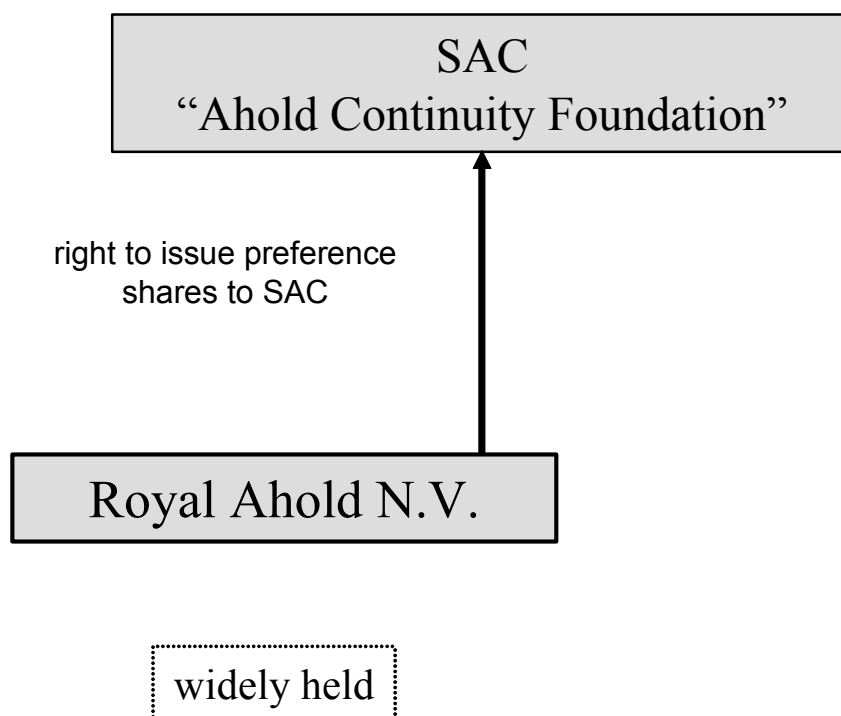 SAC
“Ahold Continuity Foundation”
right to issue preference
shares to SAC
Royal Ahold N.V.
widely held